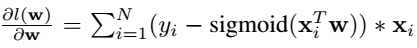 ∂l(𝐰)/∂𝐰 = ∑_{i=1}^{N} (y_i − sigmoid(𝐱_i^T 𝐰)) ∗ 𝐱_i